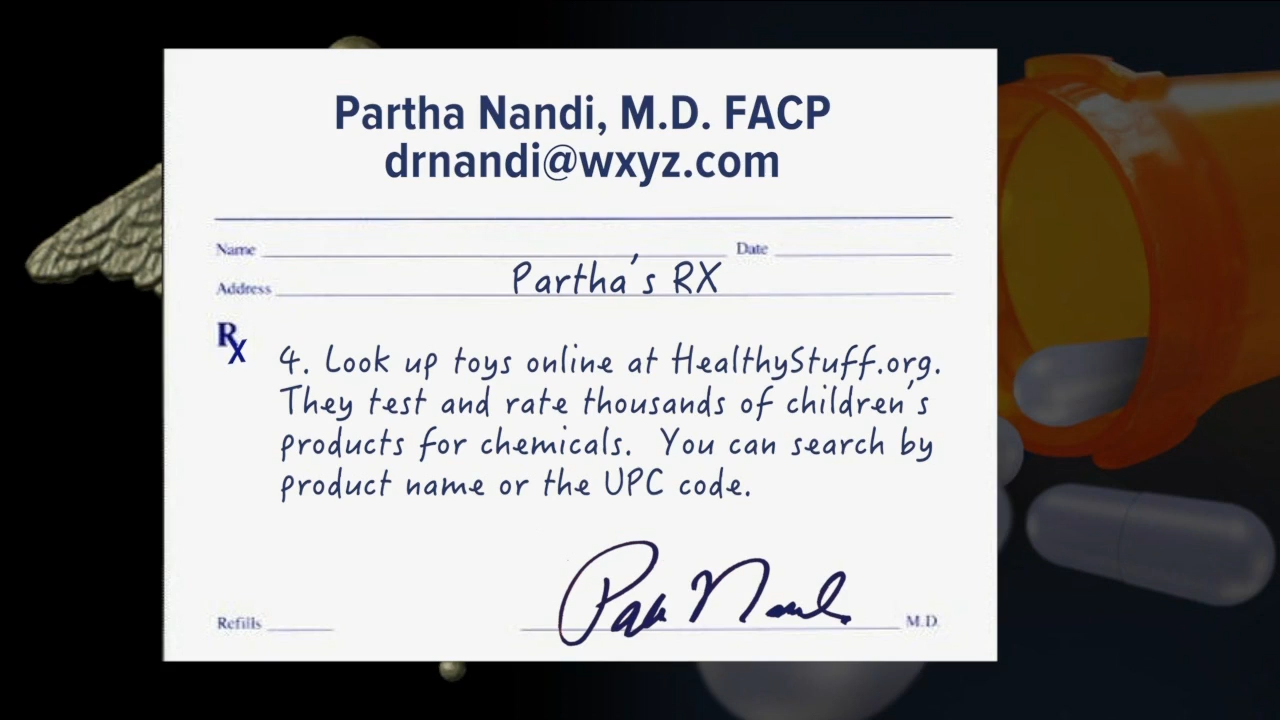 Partha Nandi, M.D. FACP
drnandi@wxyz.com
Name Date
Partha's RX
Address
Rx
4. Look up toys online at HealthyStuff.org.
They test and rate thousands of children's
products for chemicals. You can search by
product name or the UPC code.
Refills M.D.